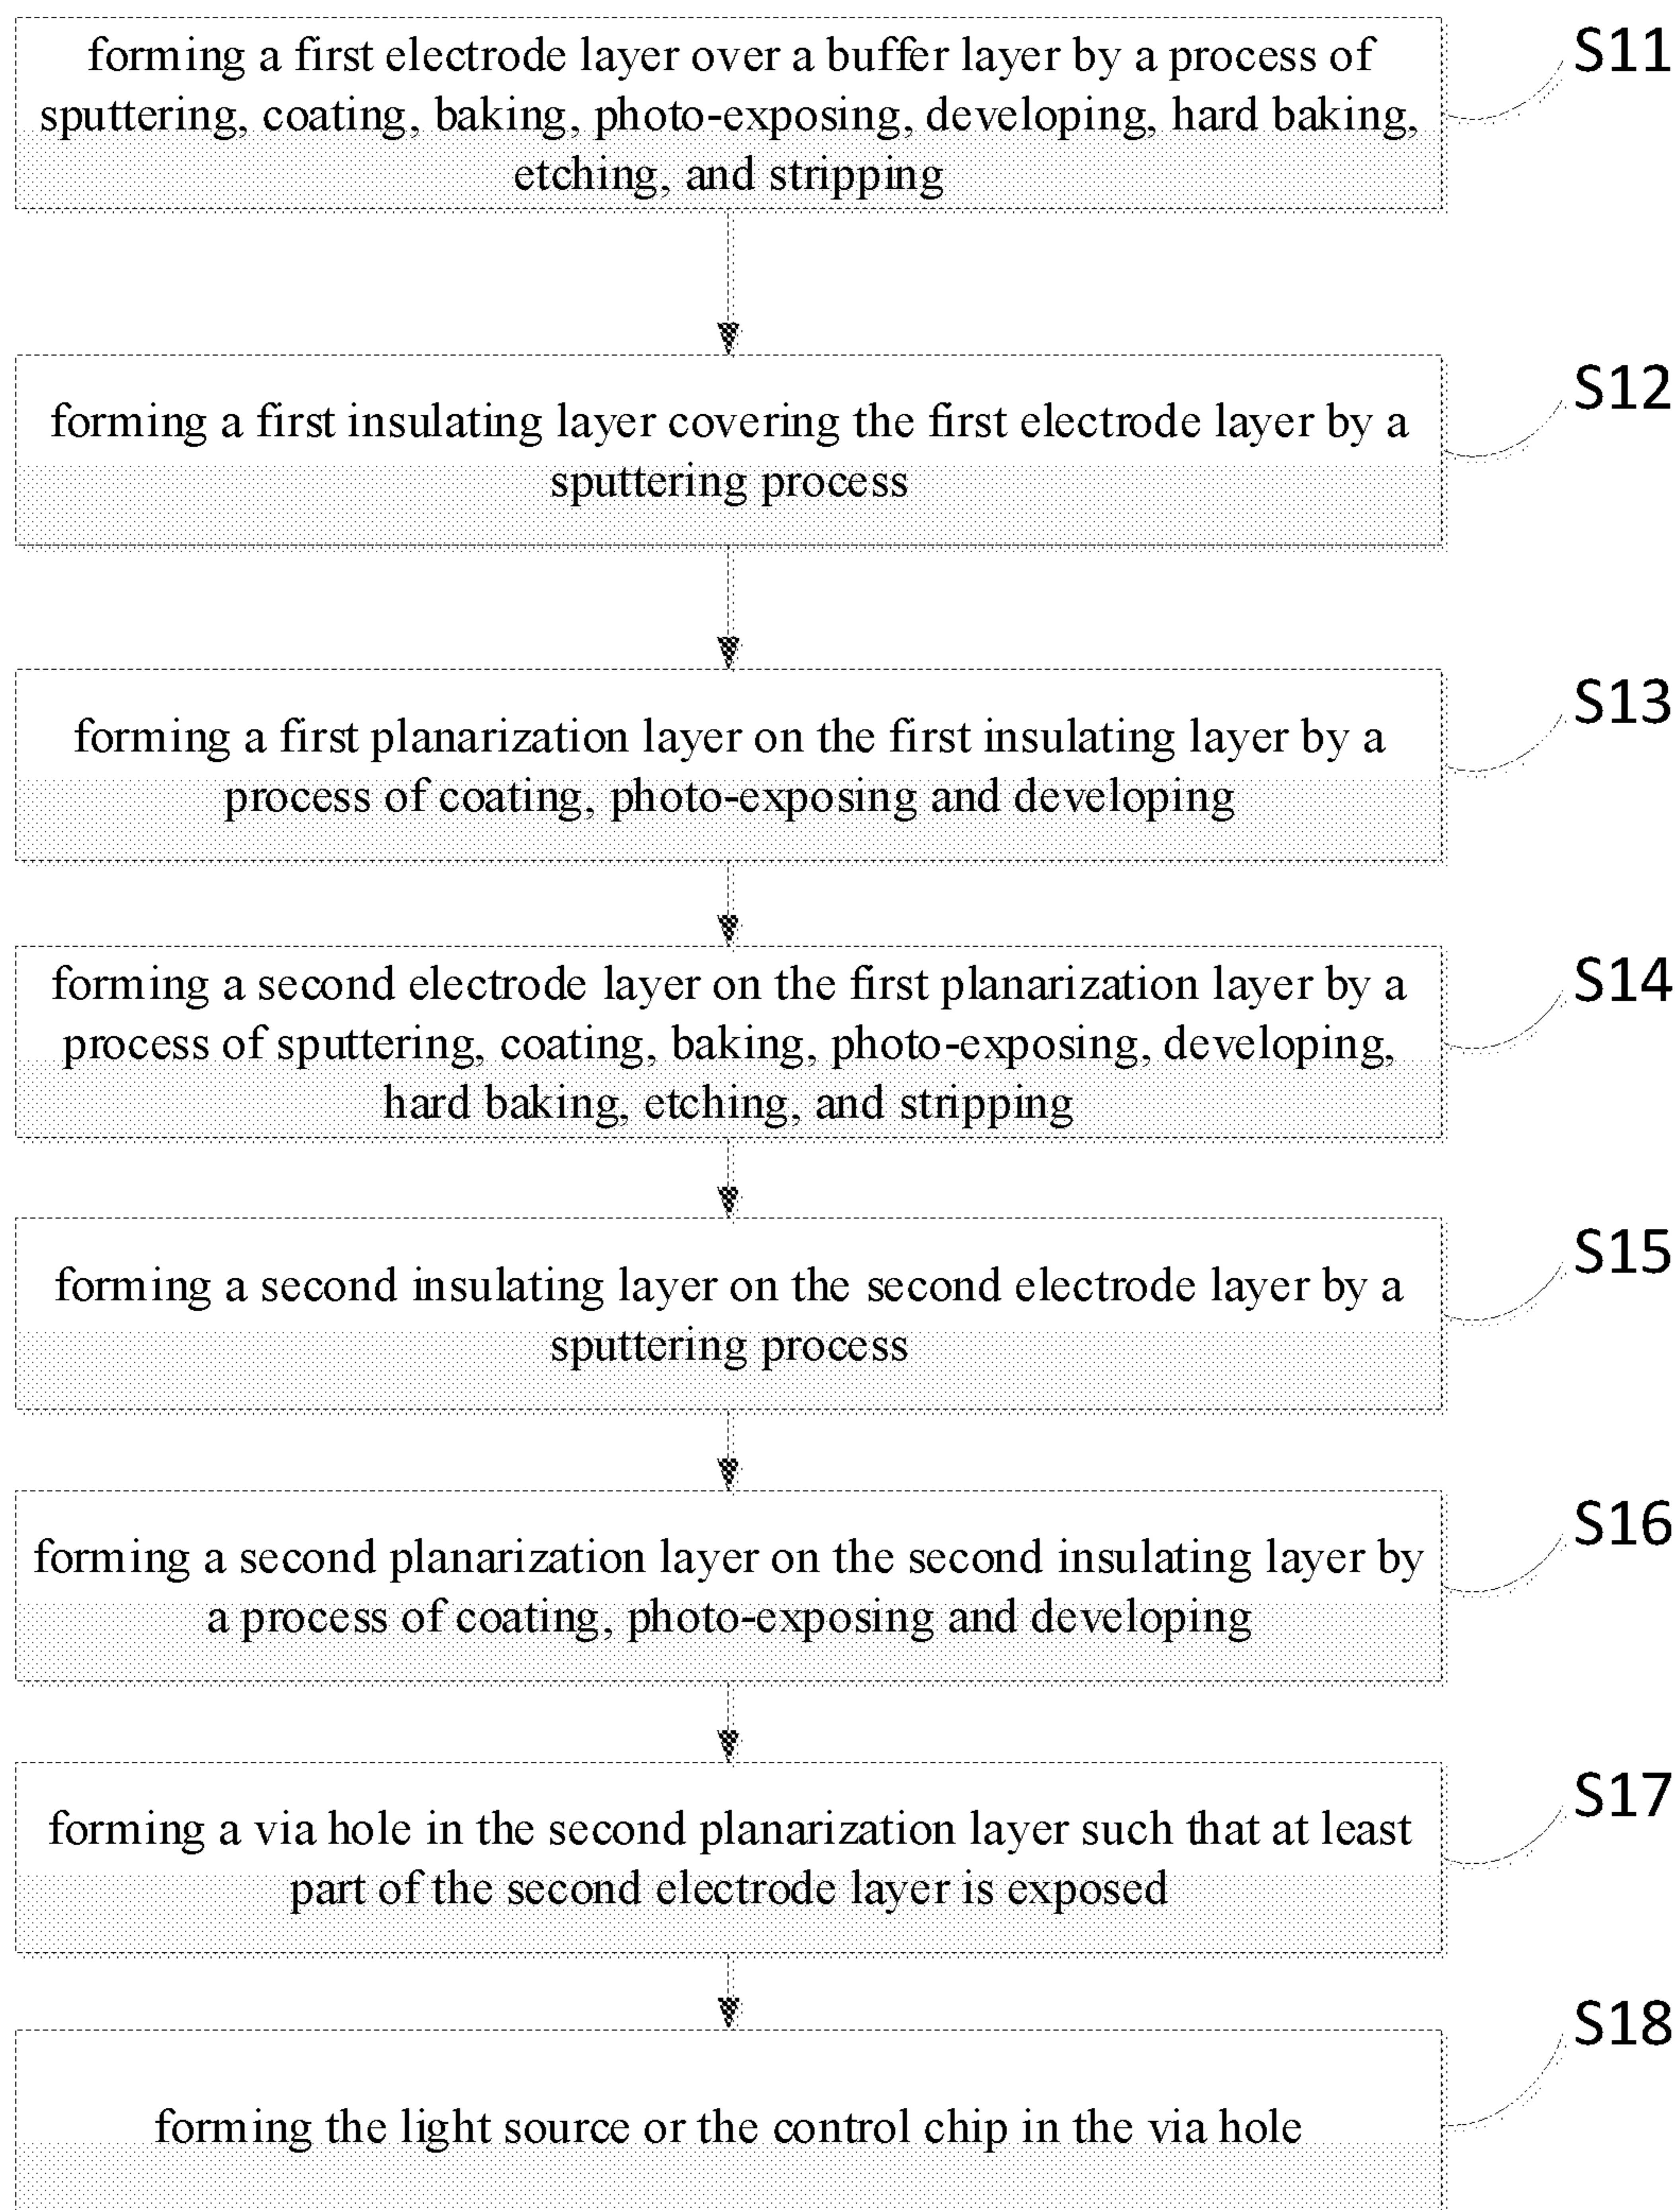 forming a first electrode layer over a buffer layer by a process of
sputtering, coating, baking, photo-exposing, developing, hard baking,
etching, and stripping
S11
forming a first insulating layer covering the first electrode layer by a
sputtering process
S12
forming a first planarization layer on the first insulating layer by a
process of coating, photo-exposing and developing
S13
forming a second electrode layer on the first planarization layer by a
process of sputtering, coating, baking, photo-exposing, developing,
hard baking, etching, and stripping
S14
forming a second insulating layer on the second electrode layer by a
sputtering process
S15
forming a second planarization layer on the second insulating layer by
a process of coating, photo-exposing and developing
S16
forming a via hole in the second planarization layer such that at least
part of the second electrode layer is exposed
S17
forming the light source or the control chip in the via hole
S18